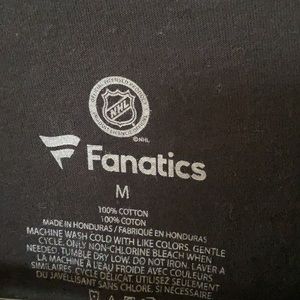 NHL
©NHL
Fanatics
M
100% COTTON
100% COTON
MADE IN HONDURAS / FABRIQUÉ EN HONDURAS
MACHINE WASH COLD WITH LIKE COLORS. GENTLE
CYCLE. ONLY NON-CHLORINE BLEACH WHEN
NEEDED. TUMBLE DRY LOW. DO NOT IRON. LAVER A
LA MACHINE À L'EAU FROIDE AVEC COULEURS
SIMILAIRES. CYCLE DÉLICAT. UTILISEZ SEULEMENT
DU JAVELLISANT SANS CHLORE. SI NÉCESSAIRE